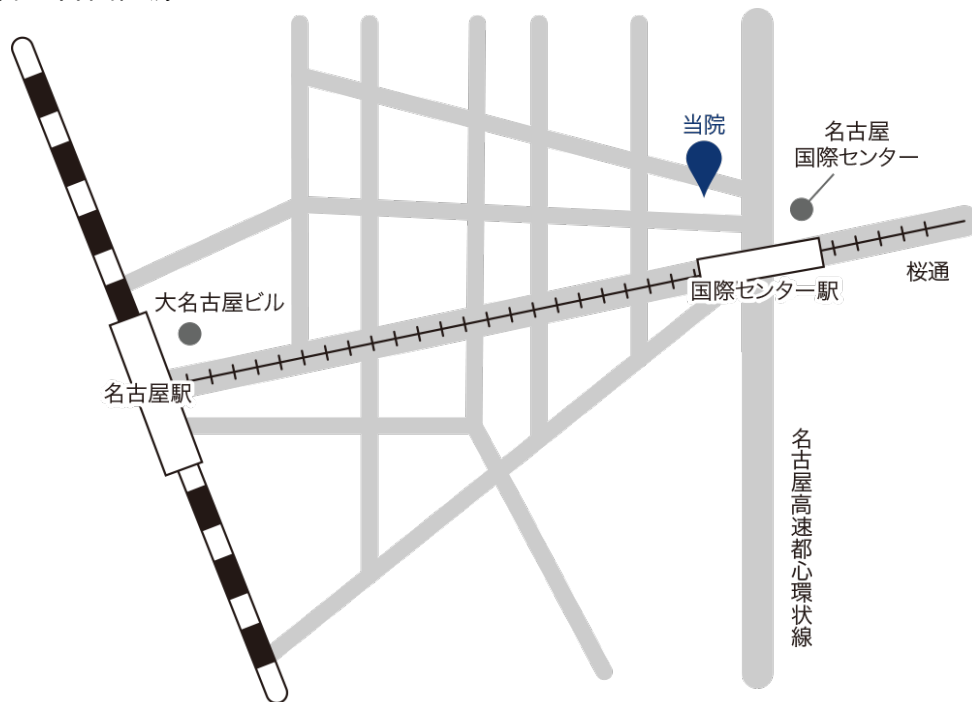 当院
名古屋
国際センター
桜通
国際センター駅
大名古屋ビル
名古屋駅
名古屋高速都心環状線